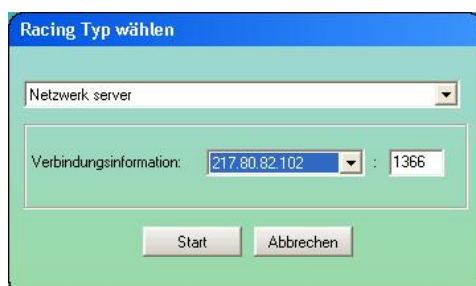 Racing Typ wählen
Netzwerk server
Verbindungsinformation: 217.80.82.102 : 1366
Start Abbrechen